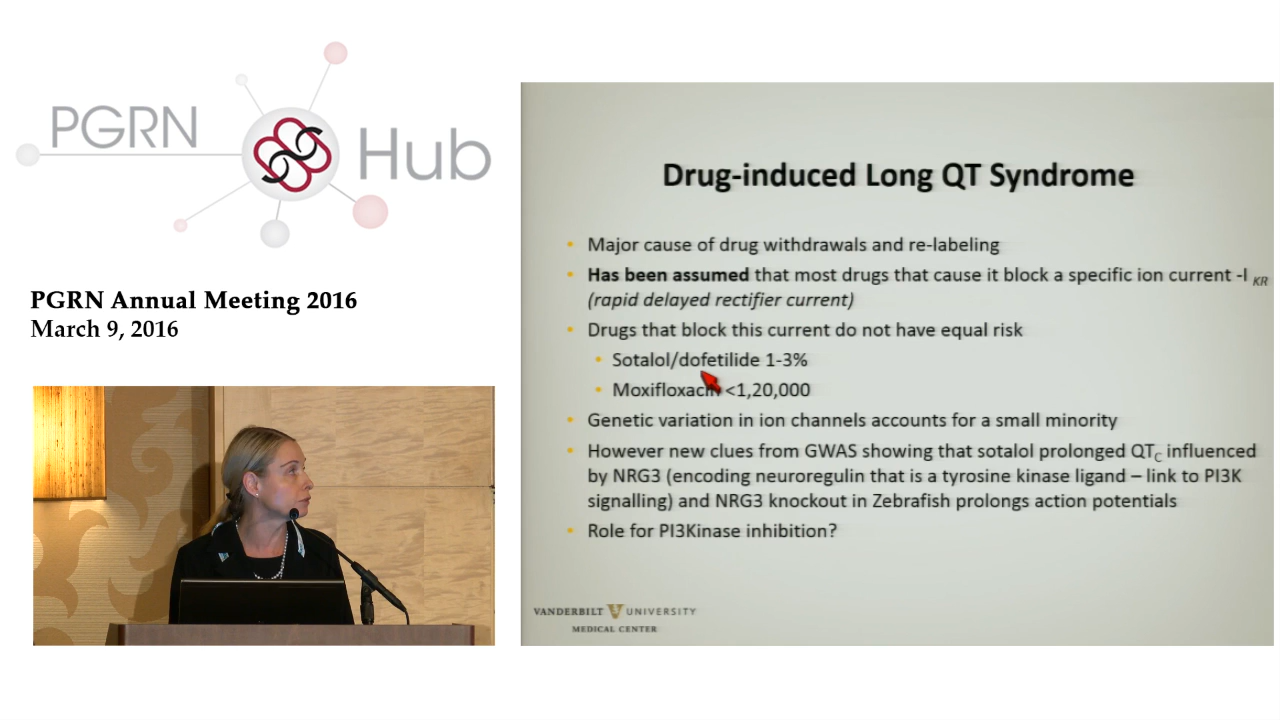 PGRN
Hub
PGRN Annual Meeting 2016
March 9, 2016
Drug-induced Long QT Syndrome
• Major cause of drug withdrawals and re-labeling
• Has been assumed that most drugs that cause it block a specific ion current -I KR
(rapid delayed rectifier current)
• Drugs that block this current do not have equal risk
• Sotalol/dofetilide 1-3%
• Moxifloxacin <1,20,000
• Genetic variation in ion channels accounts for a small minority
• However new clues from GWAS showing that sotalol prolonged QTC influenced
by NRG3 (encoding neuroregulin that is a tyrosine kinase ligand – link to PI3K
signalling) and NRG3 knockout in Zebrafish prolongs action potentials
• Role for PI3Kinase inhibition?
VANDERBILT V UNIVERSITY
MEDICAL CENTER